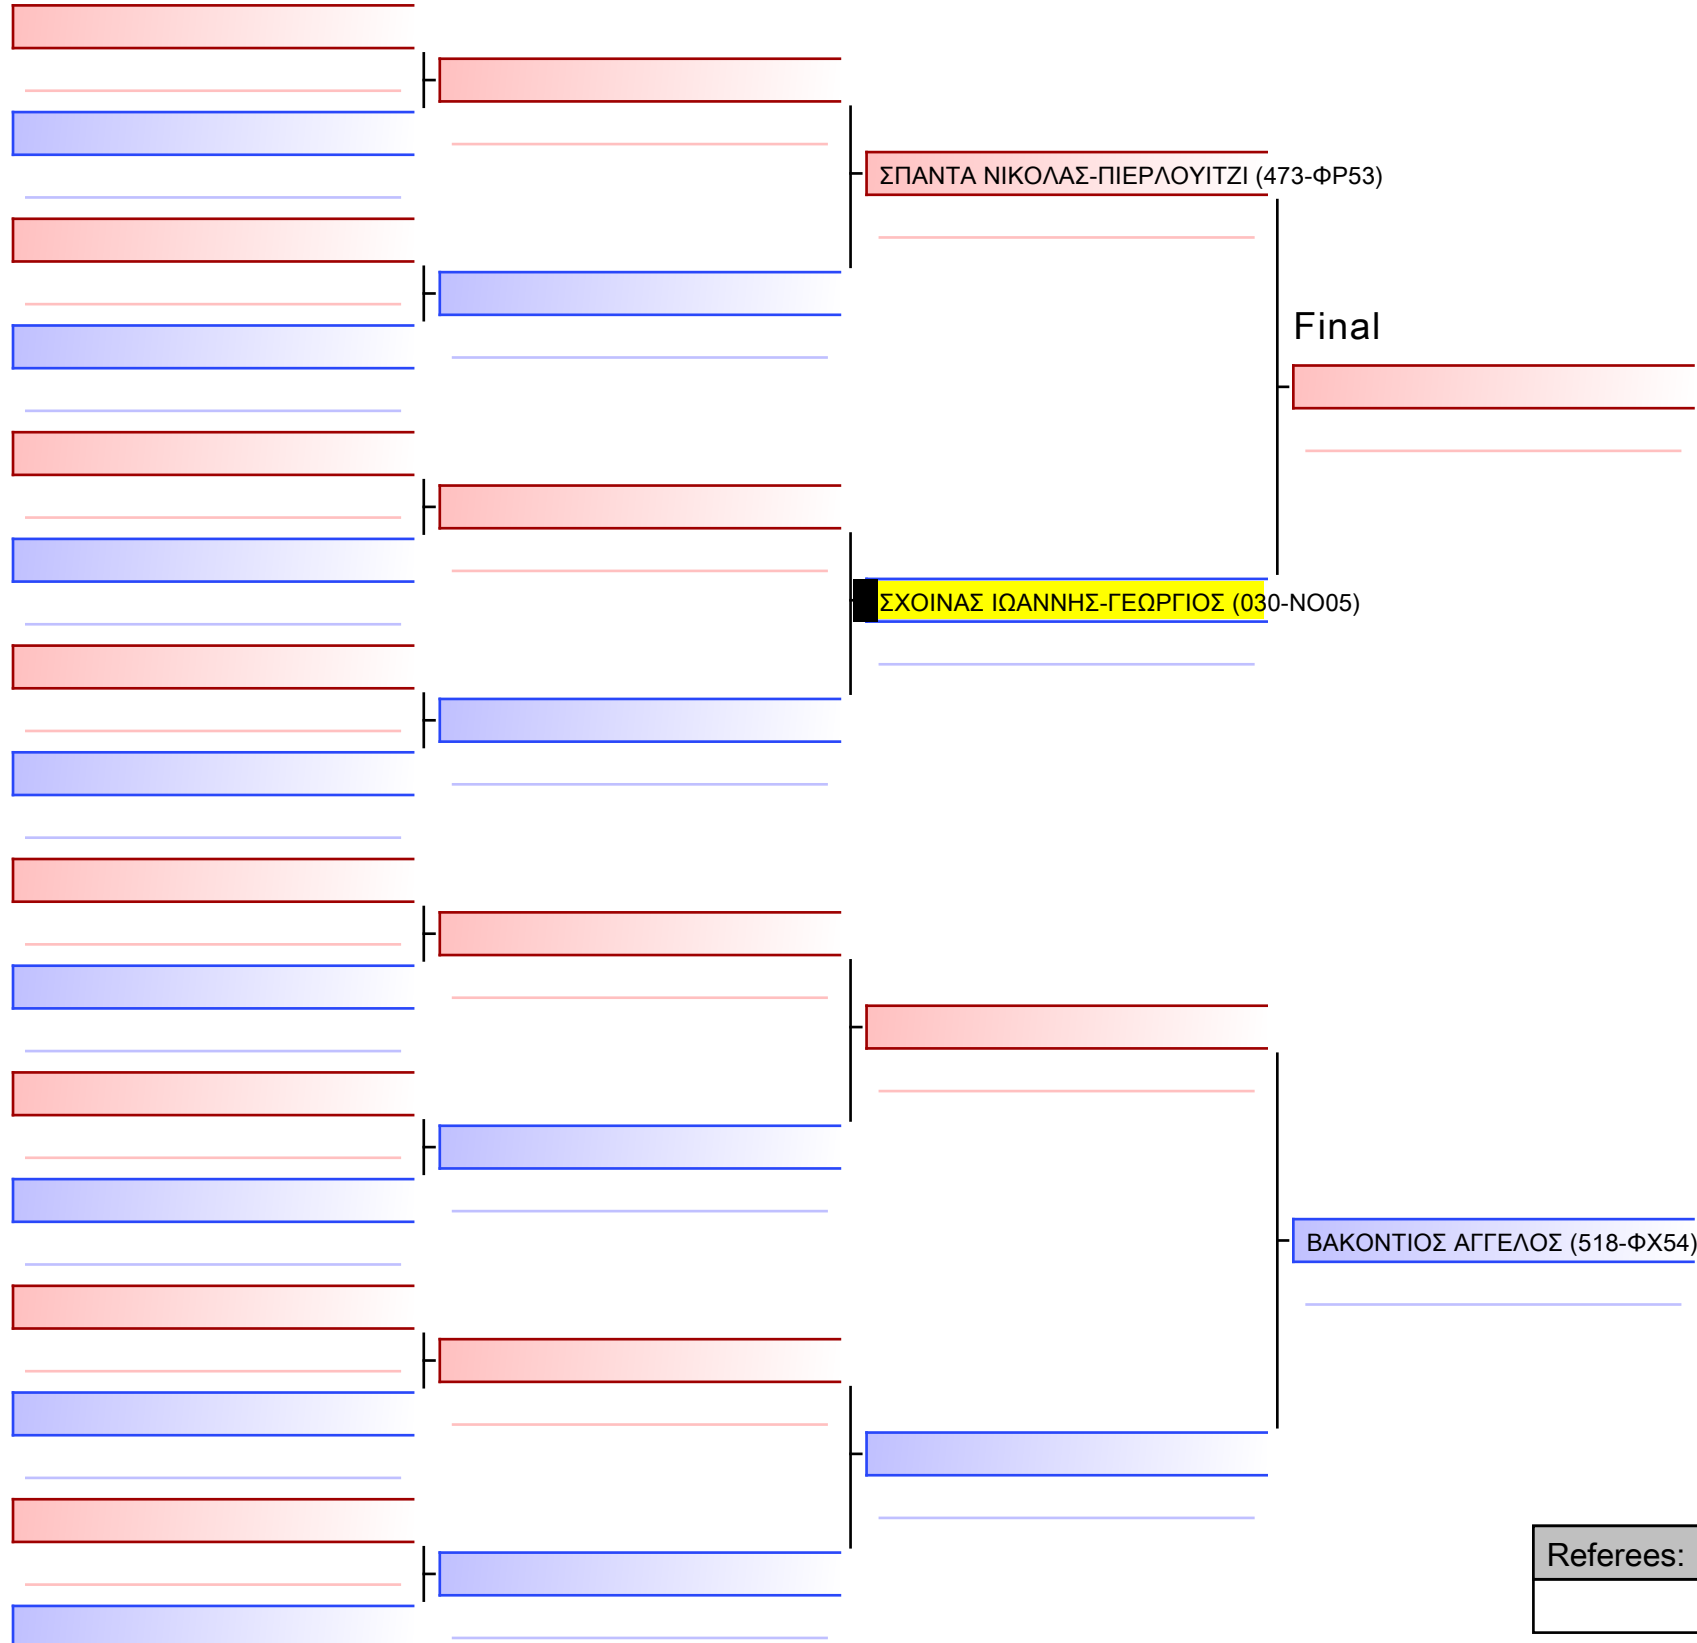 ΣΠΑΝΤΑ ΝΙΚΟΛΑΣ-ΠΙΕΡΛΟΥΙΤΖΙ (473-ΦΡ53)
Final
ΣΧΟΙΝΑΣ ΙΩΑΝΝΗΣ-ΓΕΩΡΓΙΟΣ (030-ΝΟ05)
ΒΑΚΟΝΤΙΟΣ ΑΓΓΕΛΟΣ (518-ΦΧ54)
Referees: